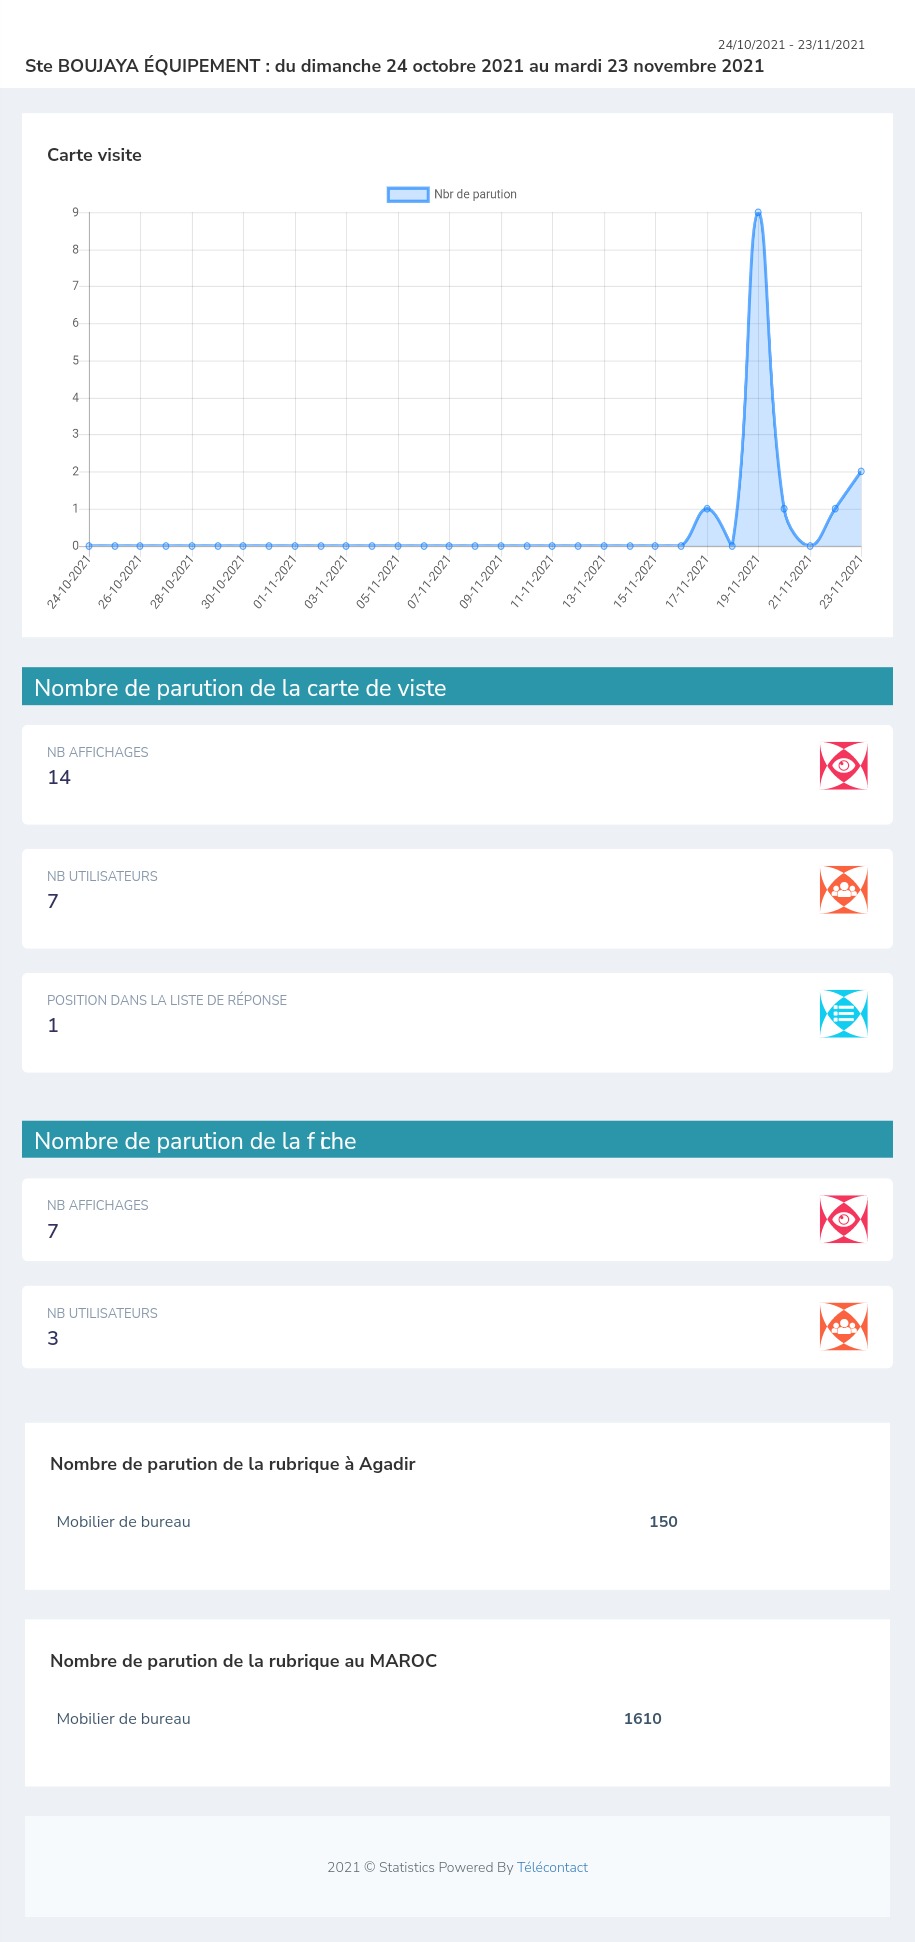 24/10/2021 - 23/11/2021
Ste BOUJAYA ÉQUIPEMENT : du dimanche 24 octobre 2021 au mardi 23 novembre 2021
Carte visite
Nbr de parution
9
8
7
6
5
4
3
2
1
0
24-10-2021
26-10-2021
28-10-2021
30-10-2021
01-11-2021
03-11-2021
05-11-2021
07-11-2021
09-11-2021
11-11-2021
13-11-2021
15-11-2021
17-11-2021
19-11-2021
21-11-2021
23-11-2021
Nombre de parution de la carte de viste
NB AFFICHAGES
14
NB UTILISATEURS
7
POSITION DANS LA LISTE DE RÉPONSE
1
Nombre de parution de la fiche
NB AFFICHAGES
7
NB UTILISATEURS
3
Nombre de parution de la rubrique à Agadir
Mobilier de bureau 150
Nombre de parution de la rubrique au MAROC
Mobilier de bureau 1610
2021 © Statistics Powered By Télécontact